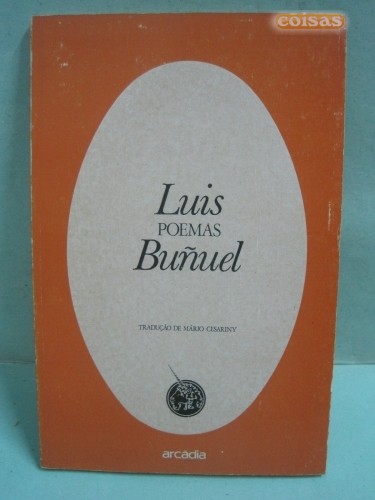 coisas
Luis
POEMAS
Buñuel
TRADUÇÃO DE MÁRIO CESARINY
arcádia